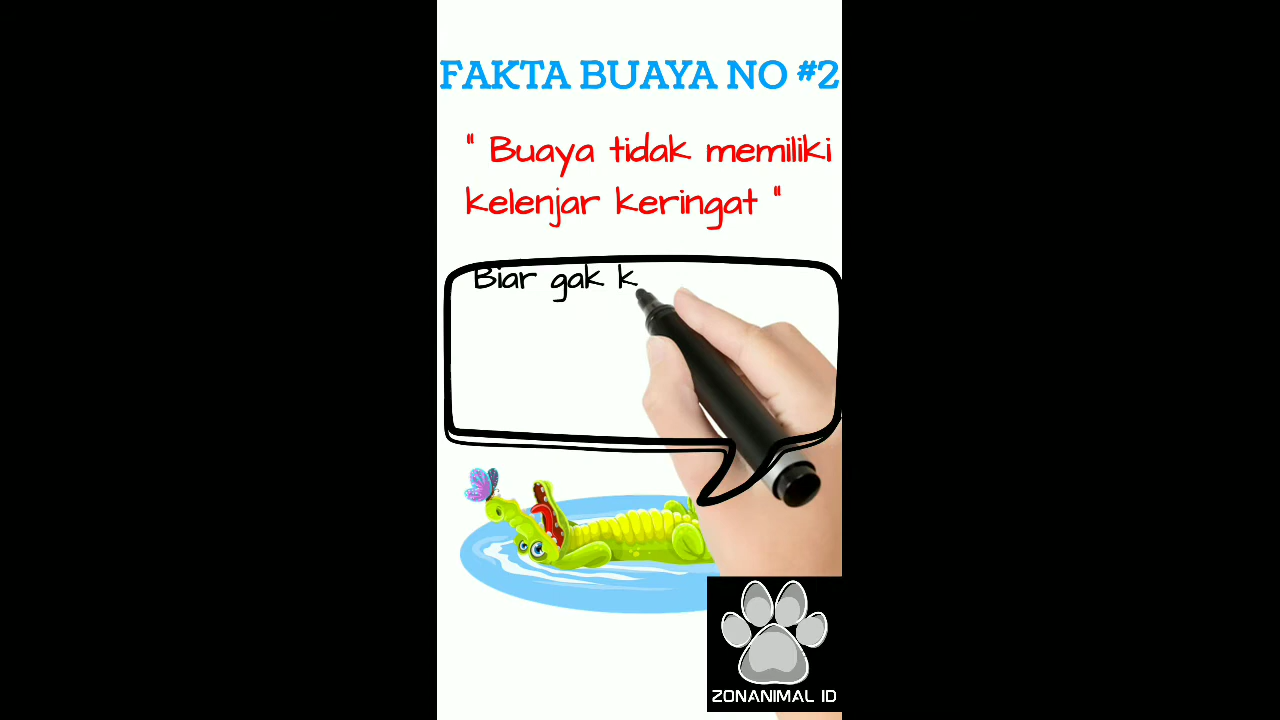 FAKTA BUAYA NO #2
" Buaya tidak memiliki
kelenjar keringat "
Biar gak k
ZONANIMAL ID